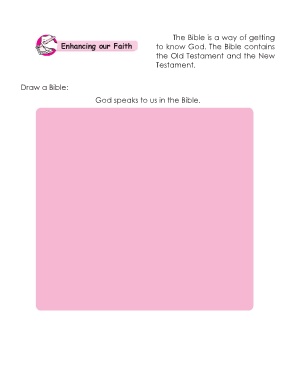 Enhancing our Faith
The Bible is a way of getting
to know God. The Bible contains
the Old Testament and the New
Testament.
Draw a Bible:
God speaks to us in the Bible.